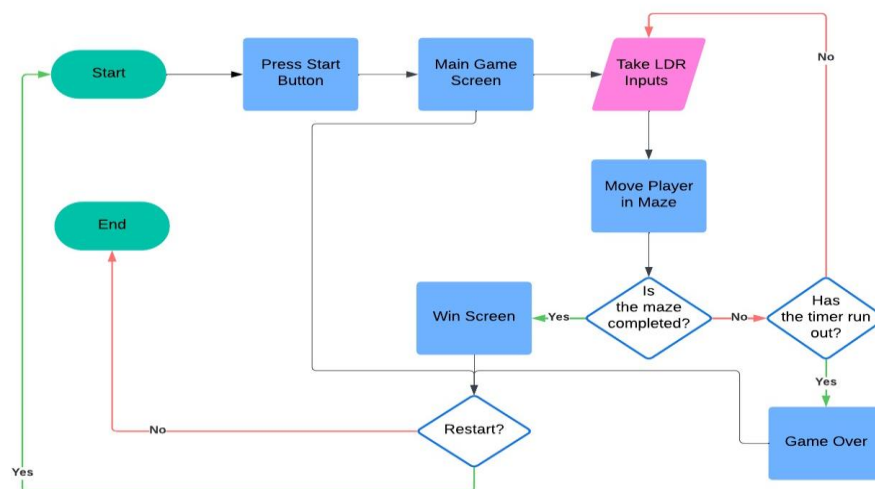 Start
Press Start
Button
Main Game
Screen
Take LDR
Inputs
No
Move Player
in Maze
End
Is
the maze
completed?
Yes
No
Has
the timer run
out?
Win Screen
Yes
Game Over
Restart?
No
Yes